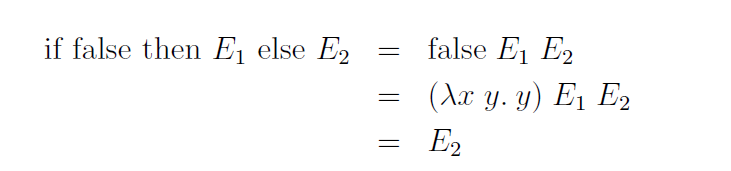 if false then E₁ else E₂ = false E₁ E₂
= (λx y. y) E₁ E₂
= E₂